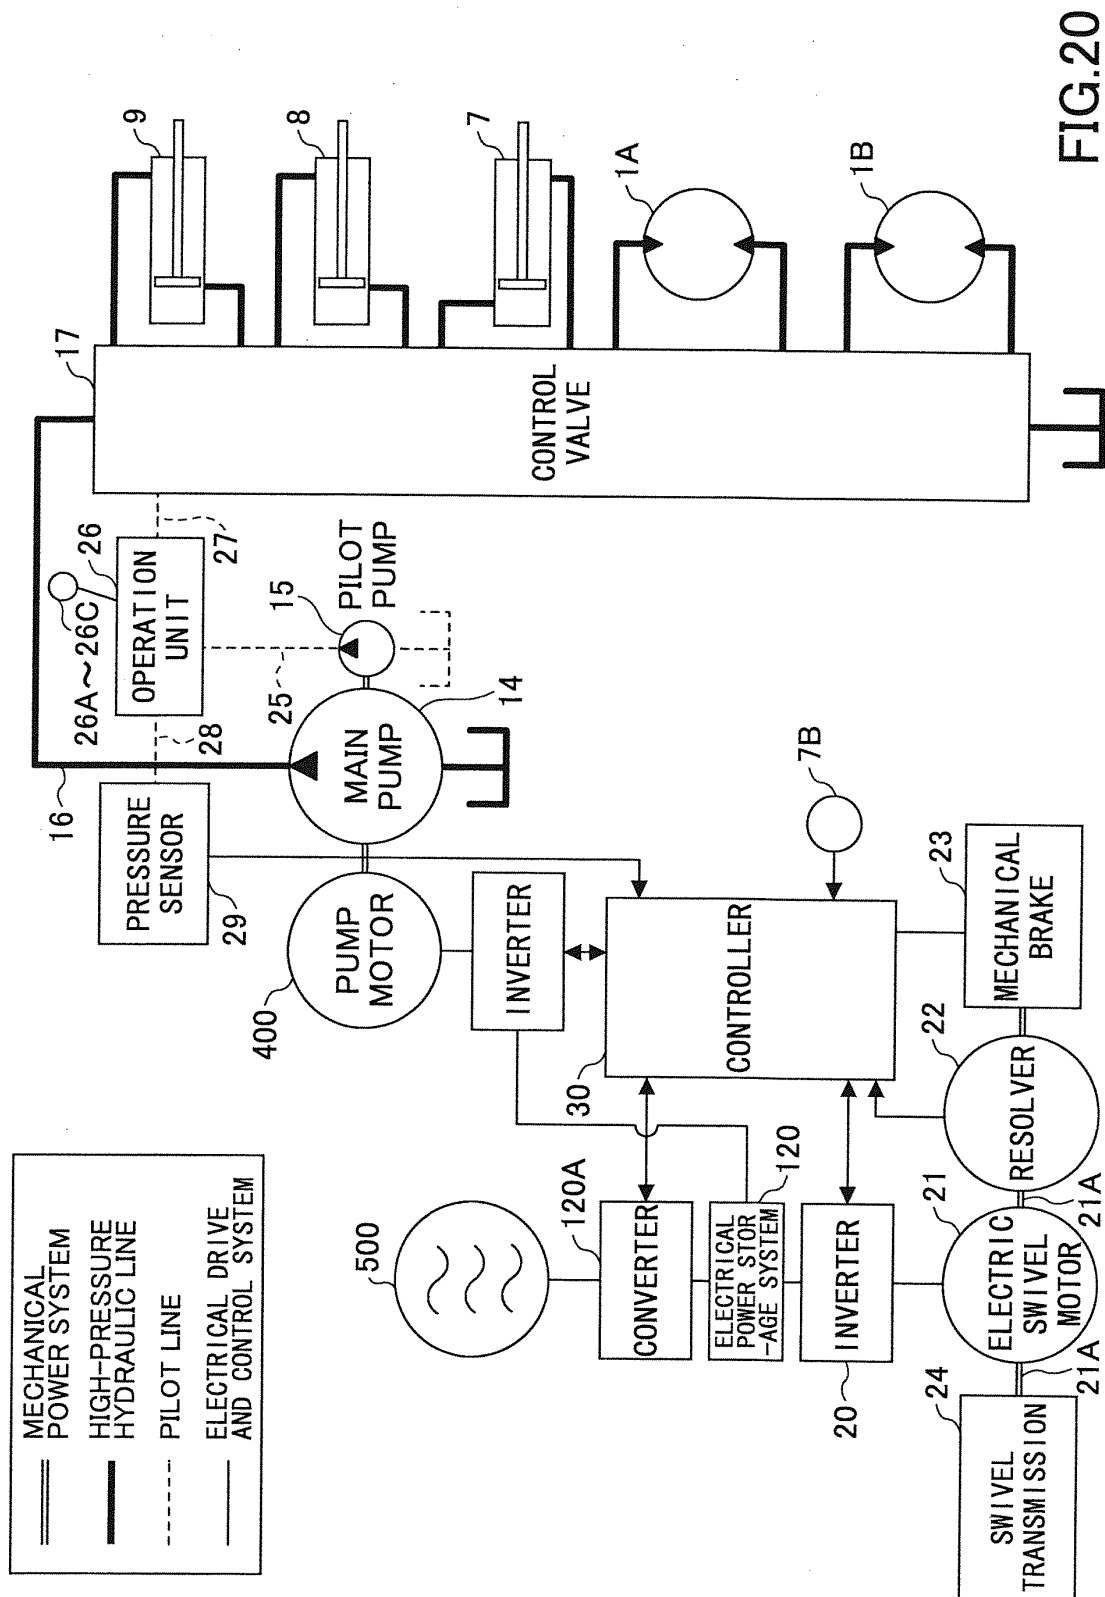 FIG.20
MECHANICAL
POWER SYSTEM
HIGH-PRESSURE
HYDRAULIC LINE
PILOT LINE
ELECTRICAL DRIVE
AND CONTROL SYSTEM
16
PRESSURE
SENSOR
29
28
26A～26C
26
OPERATION
UNIT
27
17
CONTROL
VALVE
9
8
7
1A
1B
400
PUMP
MOTOR
MAIN
PUMP
14
25
15
PILOT
PUMP
INVERTER
500
120A
CONVERTER
30
CONTROLLER
7B
120
ELECTRICAL
POWER STOR
-AGE SYSTEM
INVERTER
20
24
SWIVEL
TRANSMISSION
21A
21
ELECTRIC
SWIVEL
MOTOR
21A
22
RESOLVER
23
MECHANICAL
BRAKE